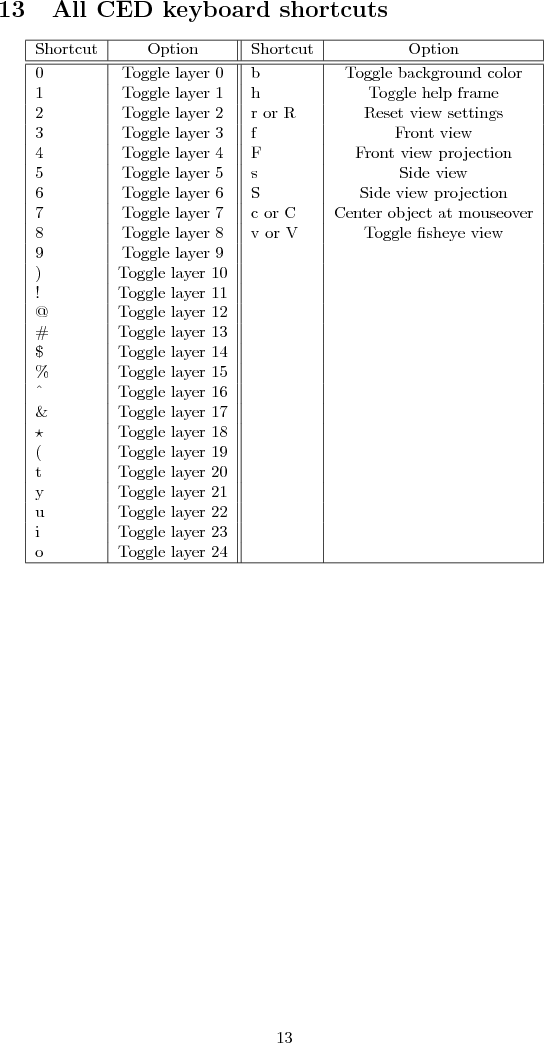 13 All CED keyboard shortcuts
Shortcut Option Shortcut Option
0 Toggle layer 0 b Toggle background color
1 Toggle layer 1 h Toggle help frame
2 Toggle layer 2 r or R Reset view settings
3 Toggle layer 3 f Front view
4 Toggle layer 4 F Front view projection
5 Toggle layer 5 s Side view
6 Toggle layer 6 S Side view projection
7 Toggle layer 7 c or C Center object at mouseover
8 Toggle layer 8 v or V Toggle fisheye view
9 Toggle layer 9
) Toggle layer 10
! Toggle layer 11
@ Toggle layer 12
# Toggle layer 13
$ Toggle layer 14
% Toggle layer 15
^ Toggle layer 16
& Toggle layer 17
⋆ Toggle layer 18
( Toggle layer 19
t Toggle layer 20
y Toggle layer 21
u Toggle layer 22
i Toggle layer 23
o Toggle layer 24
13